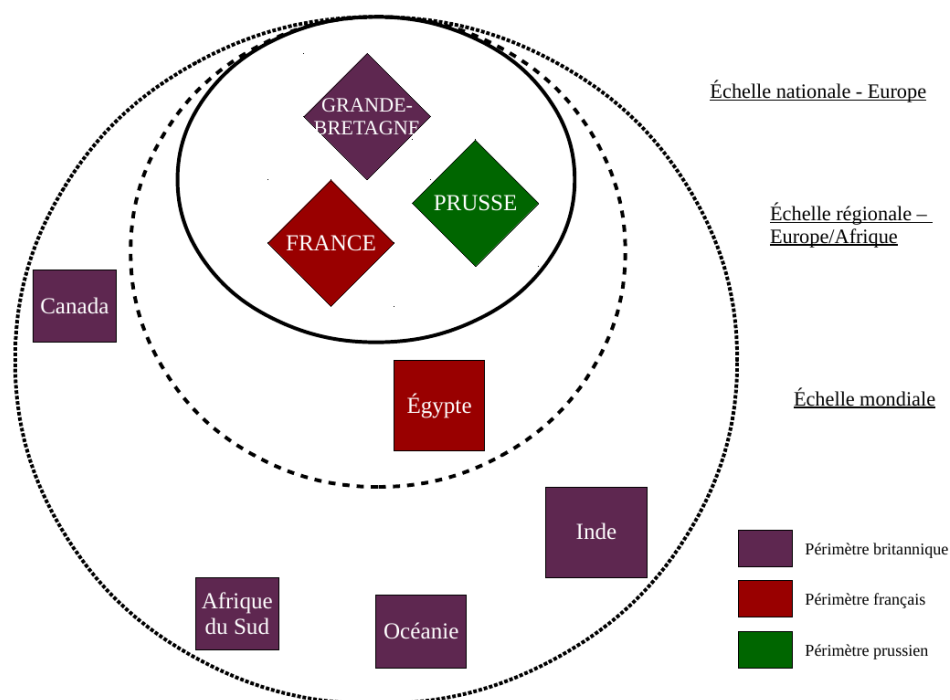 Échelle nationale - Europe
GRANDE-
BRETAGNE
PRUSSE
FRANCE
Échelle régionale –
Europe/Afrique
Canada
Égypte
Échelle mondiale
Inde
Afrique
du Sud
Océanie
Périmètre britannique
Périmètre français
Périmètre prussien